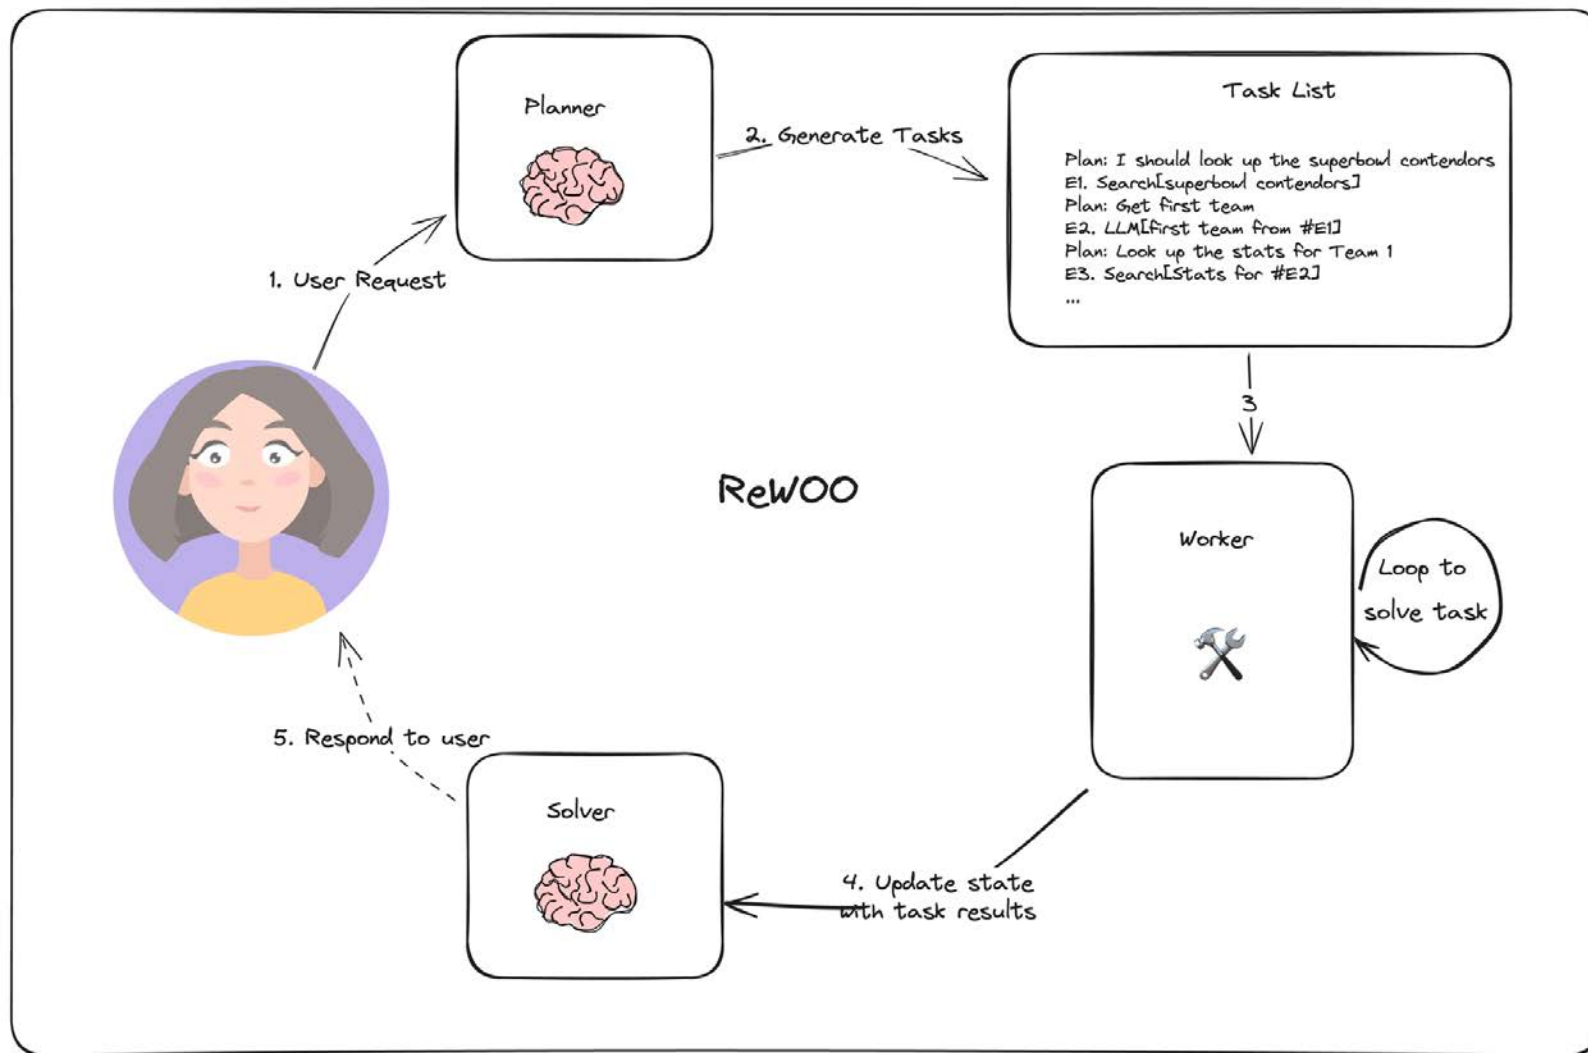 Planner
2. Generate Tasks
Task List
Plan: I should look up the superbowl contendors
E1. Search[superbowl contendors]
Plan: Get first team
E2. LLM[first team from #E1]
Plan: Look up the stats for Team 1
E3. Search[Stats for #E2]
...
1. User Request
3
ReWOO
Worker
Loop to
solve task
5. Respond to user
Solver
4. Update state
with task results